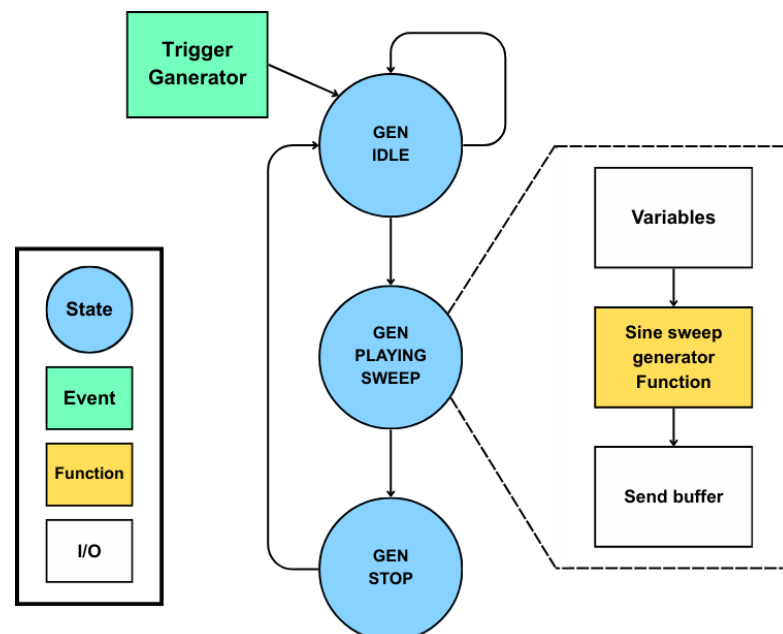 Trigger
Ganerator
GEN
IDLE
Variables
State
GEN
PLAYING
SWEEP
Sine sweep
generator
Function
Event
Function
Send buffer
I/O
GEN
STOP